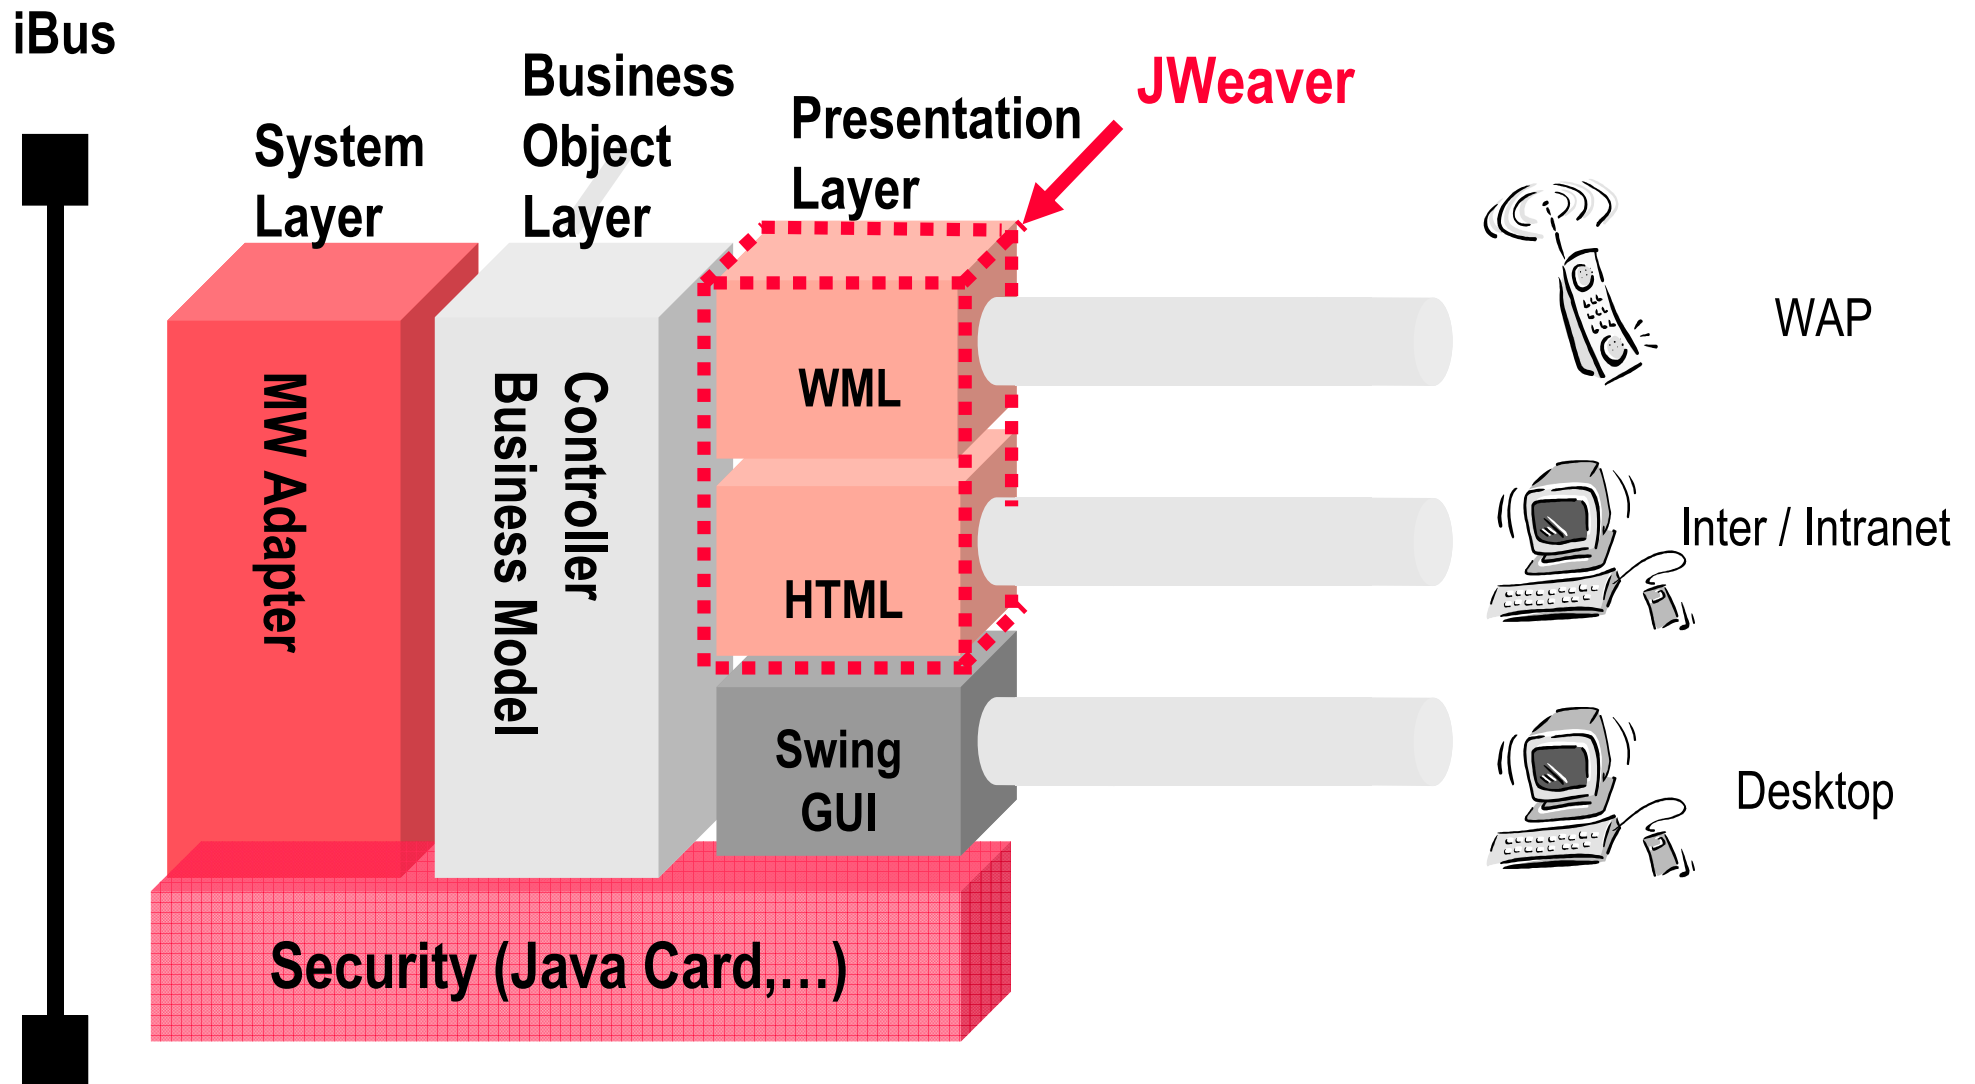 iBus
System
Layer
Business
Object
Layer
Presentation
Layer
JWeaver
MW Adapter
Controller
Business Model
WML
HTML
Swing
GUI
Security (Java Card,...)
WAP
Inter / Intranet
Desktop